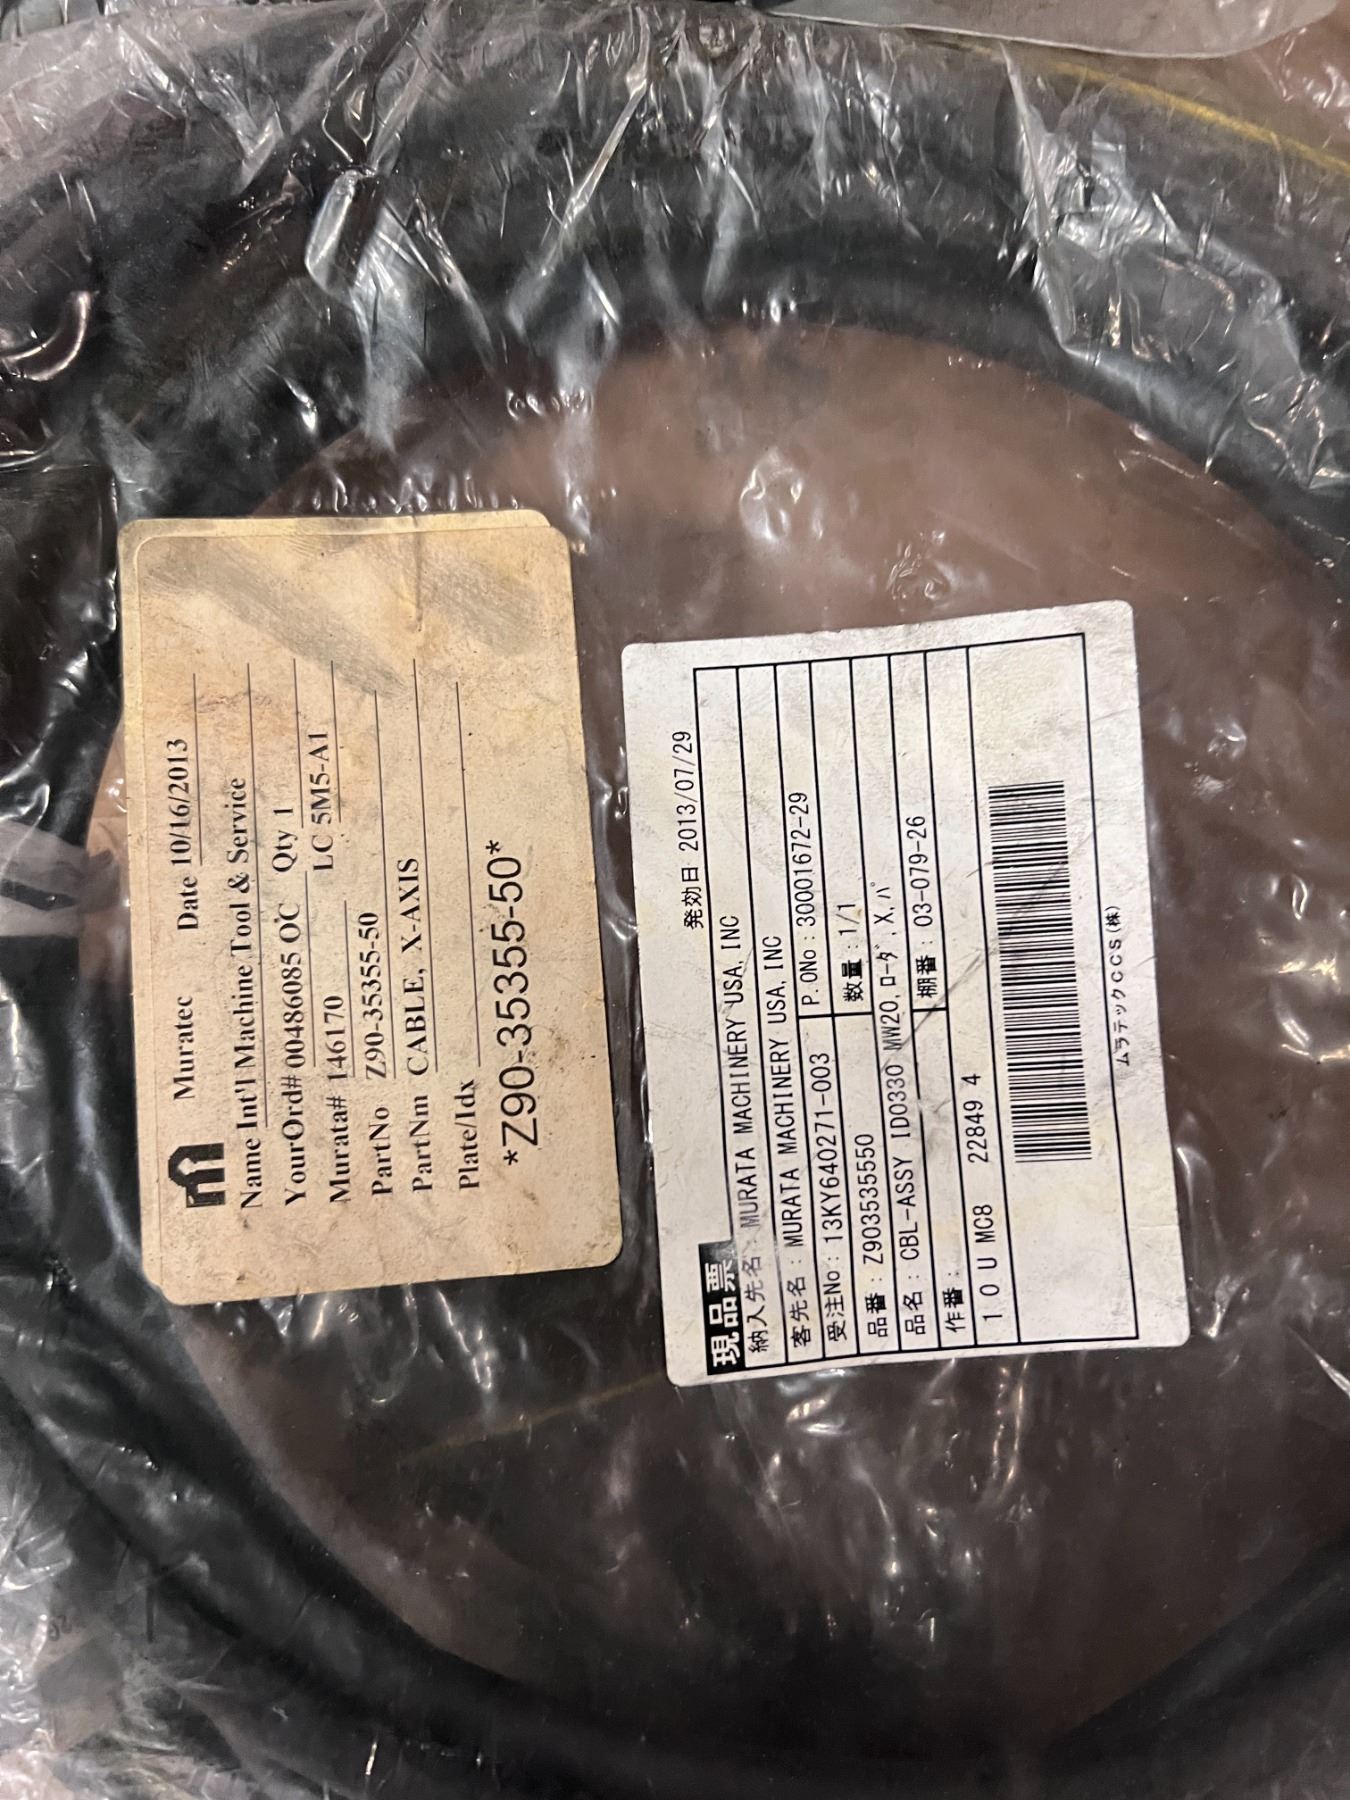 Muratec Date 10/16/2013
Name Int'l Machine Tool & Service
YourOrd# 00486085 OC Qty 1
Murata# 146170 LC 5M5-A1
PartNo Z90-35355-50
PartNm CABLE, X-AXIS
Plate/Idx
*Z90-35355-50*
発効日 2013/07/29
現品票
納入先名: MURATA MACHINERY USA, INC
客先名: MURATA MACHINERY USA, INC
受注No: 13KY640271-003 P.ONo: 30001672-29
品番: Z903535550 数量: 1/1
品名: CBL-ASSY ID0330 MW20, ﾛｰﾀﾞ, X, ﾊﾟ
作番: 棚番: 03-079-26
1 0 U MC8 22849 4
ムラテックCCS(株)